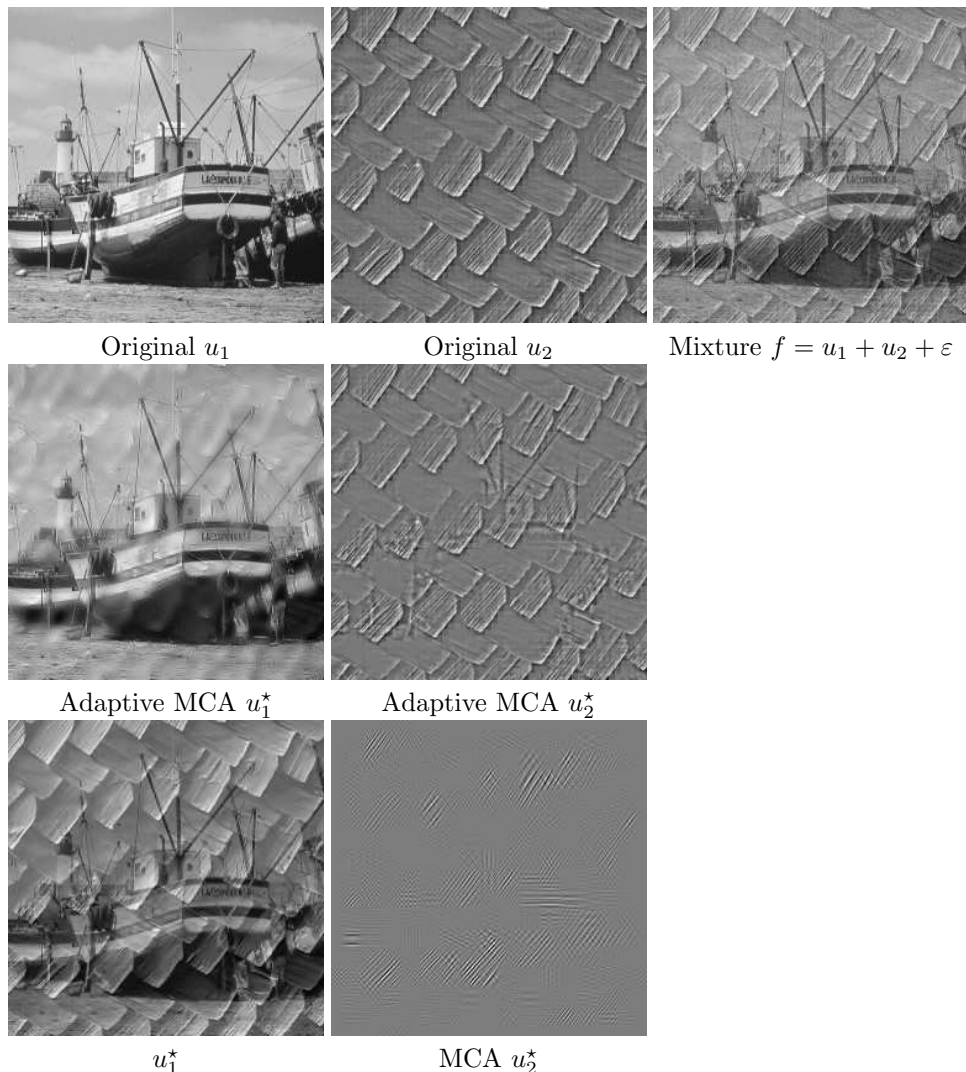 Original u₁
Original u₂
Mixture f = u₁ + u₂ + ε
Adaptive MCA u₁⋆
Adaptive MCA u₂⋆
u₁⋆
MCA u₂⋆